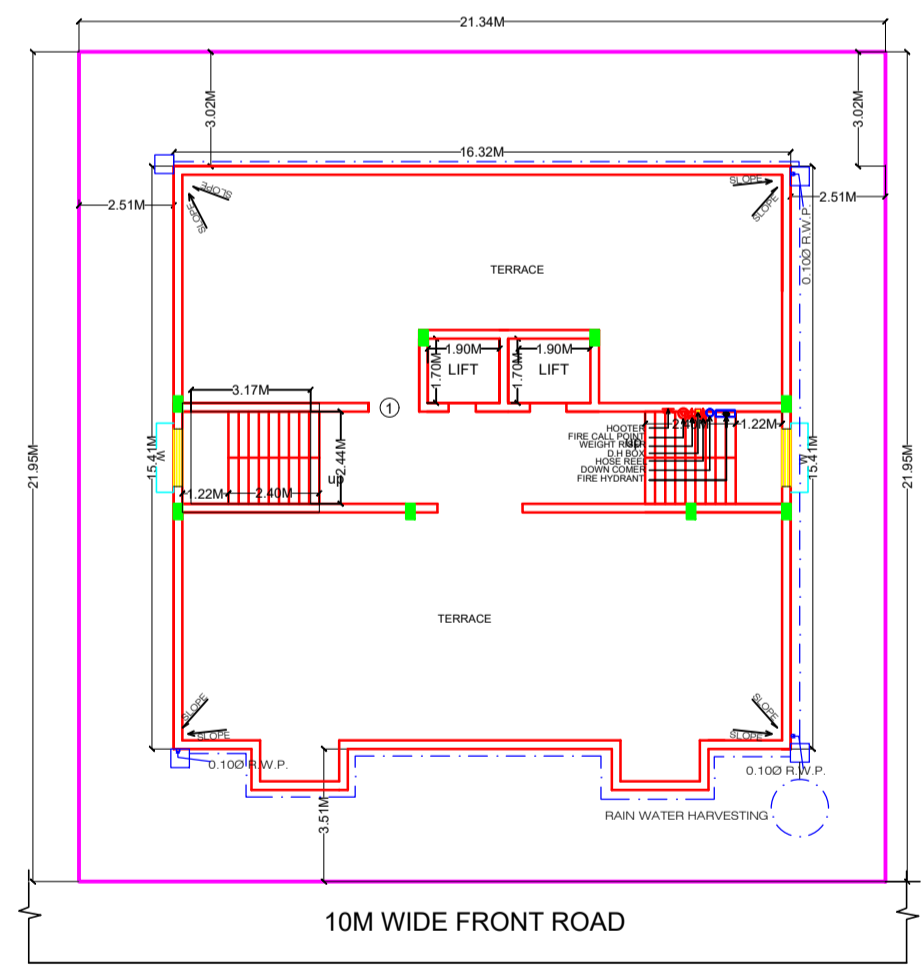 21.34M
3.02M
3.02M
16.32M
SLOPE
SLOPE
SLOPE
SLOPE
2.51M
2.51M
0.10Ø R.W.P.
TERRACE
1.90M
1.90M
LIFT
LIFT
1.70M
1.70M
3.17M
1
HOOTER
FIRE CALL POINT
WEIGHT RISER
D.H BOX
HOSE REEL
DOWN COMER
FIRE HYDRANT
1.22M
up
W
W
15.41M
15.41M
21.95M
21.95M
2.44M
up
1.22M
2.40M
TERRACE
SLOPE
SLOPE
SLOPE
SLOPE
0.10Ø R.W.P.
0.10Ø R.W.P.
3.51M
RAIN WATER HARVESTING
10M WIDE FRONT ROAD